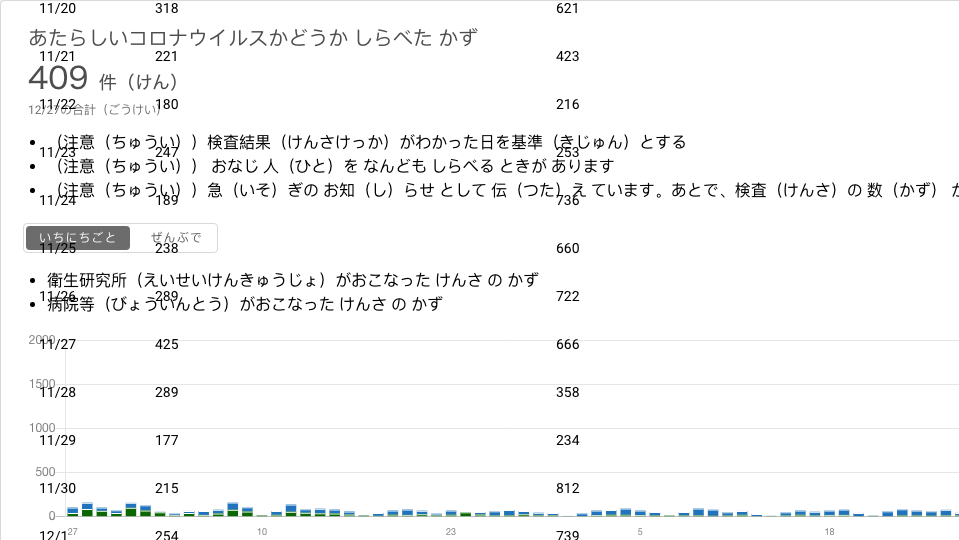 11/20 318 621
あたらしいコロナウイルスかどうか しらべた かず
11/21 221 423
409 件（けん）
11/22 180 216
12/27の合計（ごうけい）
（注意（ちゅうい））検査結果（けんさけっか）がわかった日を基準（きじゅん）とする
11/23 247 253
（注意（ちゅうい）） おなじ 人（ひと）を なんども しらべる ときが あります
（注意（ちゅうい））急（いそ）ぎの お知（し）らせ として 伝（つた）え ています。あとで、検査（けんさ）の 数（かず） が
11/24 189 736
いちにちごと ぜんぶで
11/25 238 660
衛生研究所（えいせいけんきゅうじょ）がおこなった けんさ の かず
11/26 289 722
病院等（びょういんとう）がおこなった けんさ の かず
2000
11/27 425 666
1500
11/28 289 358
1000
11/29 177 234
500
11/30 215 812
0
27 10 23 5 18
12/1 254 739